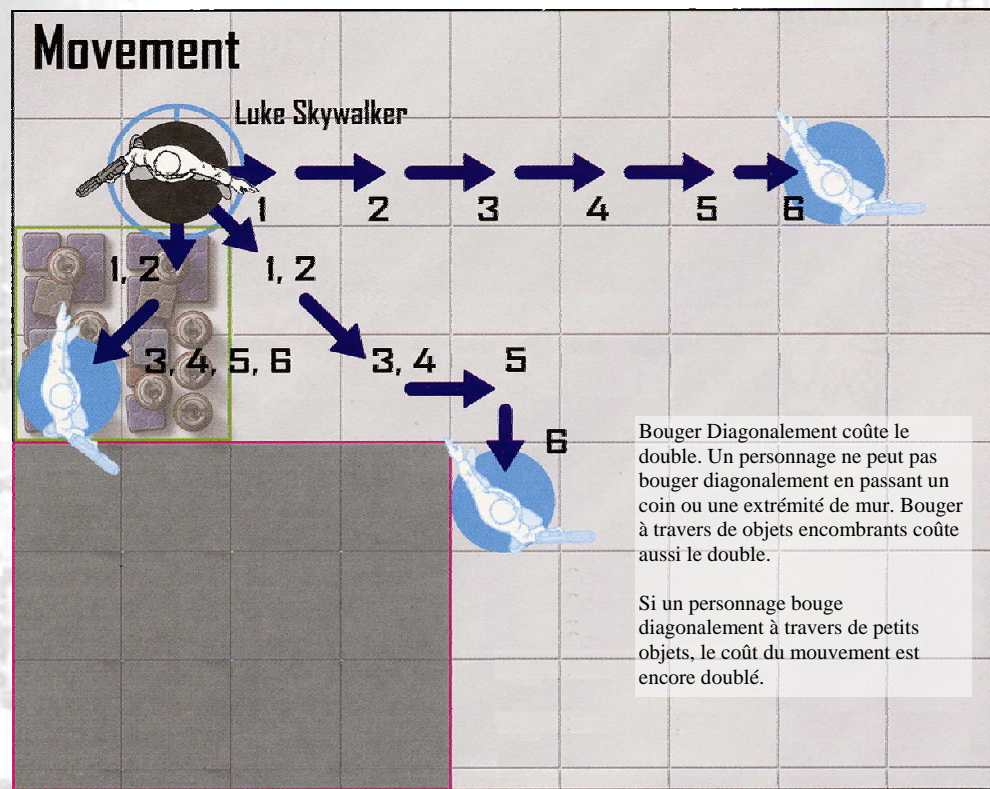 Movement
Luke Skywalker
1 2 3 4 5 6
1, 2 1, 2
3, 4, 5, 6 3, 4 5
6
Bouger Diagonalement coûte le
double. Un personnage ne peut pas
bouger diagonalement en passant un
coin ou une extrémité de mur. Bouger
à travers de objets encombrants coûte
aussi le double.
Si un personnage bouge
diagonalement à travers de petits
objets, le coût du mouvement est
encore doublé.